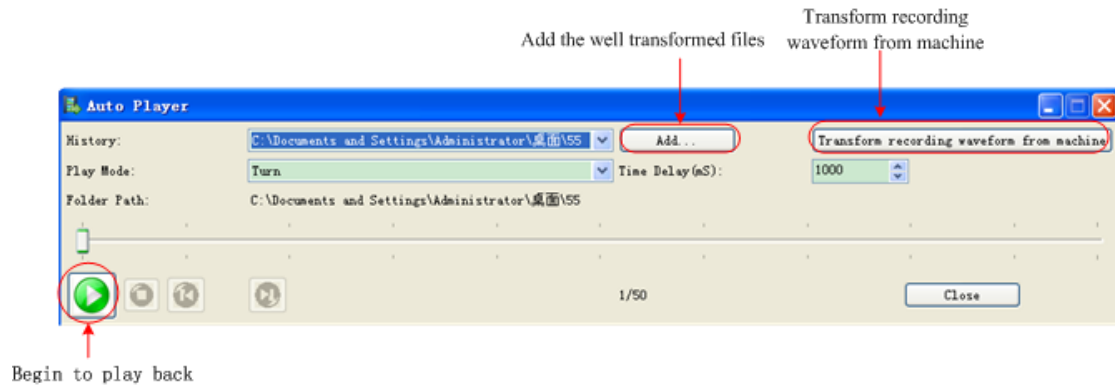 Transform recording
waveform from machine
Add the well transformed files
Auto Player
History:
C:\Documents and Settings\Administrator\桌面\55
Add...
Transform recording waveform from machine
Play Mode:
Turn
Time Delay(mS):
1000
Folder Path:
C:\Documents and Settings\Administrator\桌面\55
1/50
Close
Begin to play back